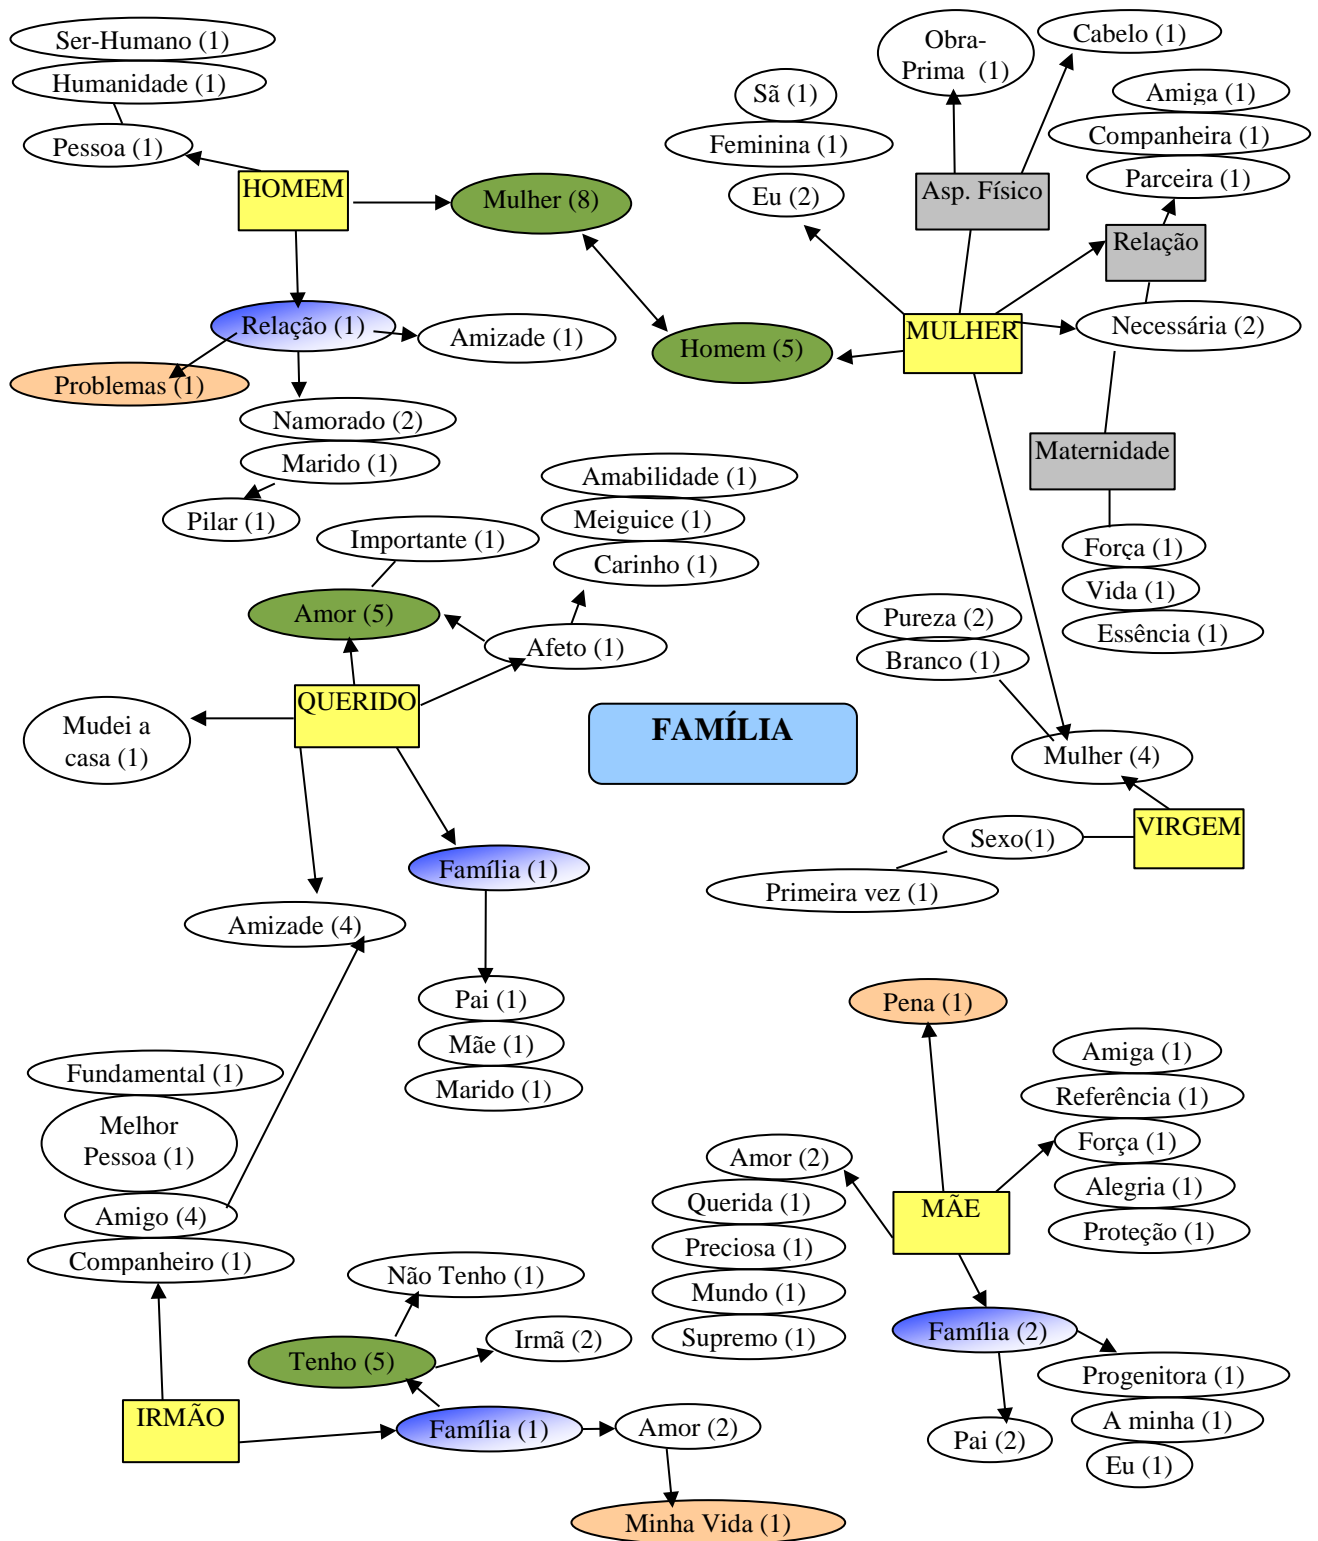 Ser-Humano (1)
Humanidade (1)
Pessoa (1)
HOMEM
Mulher (8)
Relação (1)
Amizade (1)
Problemas (1)
Namorado (2)
Marido (1)
Pilar (1)
Obra-
Prima (1)
Cabelo (1)
Sã (1)
Feminina (1)
Eu (2)
Asp. Físico
Amiga (1)
Companheira (1)
Parceira (1)
Relação
MULHER
Necessária (2)
Homem (5)
Maternidade
Força (1)
Vida (1)
Essência (1)
Amabilidade (1)
Meiguice (1)
Carinho (1)
Importante (1)
Amor (5)
Afeto (1)
QUERIDO
Mudei a
casa (1)
FAMÍLIA
Pureza (2)
Branco (1)
Mulher (4)
VIRGEM
Sexo(1)
Primeira vez (1)
Família (1)
Amizade (4)
Pai (1)
Mãe (1)
Marido (1)
Fundamental (1)
Melhor
Pessoa (1)
Amigo (4)
Companheiro (1)
IRMÃO
Não Tenho (1)
Tenho (5)
Irmã (2)
Família (1)
Amor (2)
Minha Vida (1)
Pena (1)
Amor (2)
Querida (1)
Preciosa (1)
Mundo (1)
Supremo (1)
MÃE
Amiga (1)
Referência (1)
Força (1)
Alegria (1)
Proteção (1)
Família (2)
Progenitora (1)
A minha (1)
Eu (1)
Pai (2)